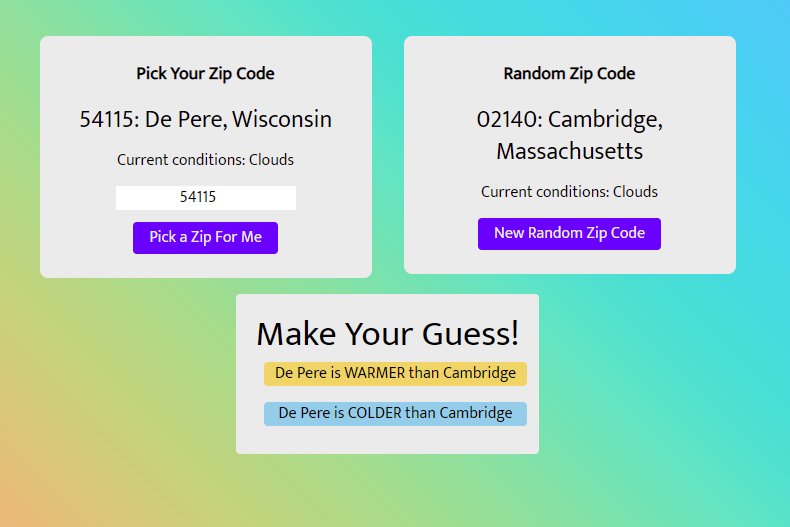 Pick Your Zip Code
54115: De Pere, Wisconsin
Current conditions: Clouds
54115
Pick a Zip For Me
Random Zip Code
02140: Cambridge,
Massachusetts
Current conditions: Clouds
New Random Zip Code
Make Your Guess!
De Pere is WARMER than Cambridge
De Pere is COLDER than Cambridge